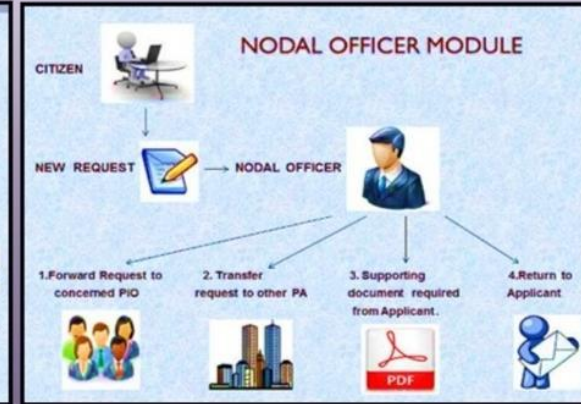 NODAL OFFICER MODULE
CITIZEN
NEW REQUEST
NODAL OFFICER
1.Forward Request to
concerned PIO
2. Transfer
request to other PA
3. Supporting
document required
from Applicant.
4.Return to
Applicant
PDF